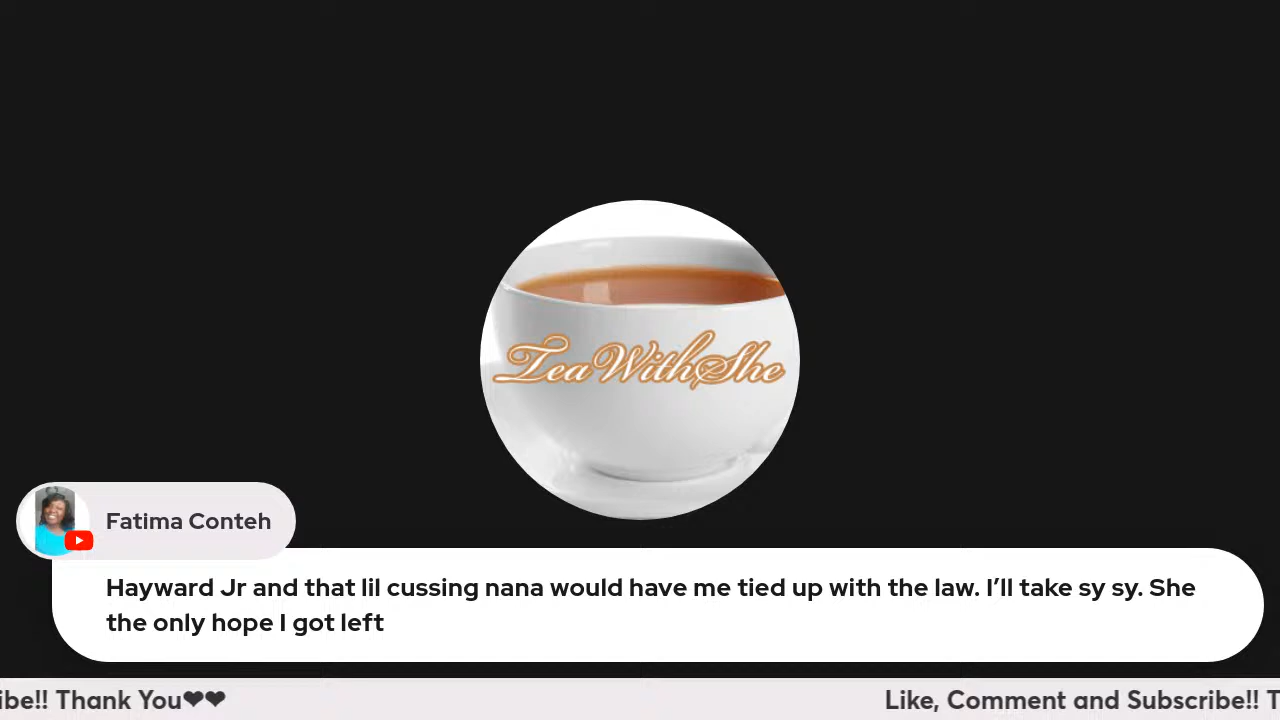 TeaWithShe
Fatima Conteh
Hayward Jr and that lil cussing nana would have me tied up with the law. I’ll take sy sy. She
the only hope I got left
ibe!! Thank You❤❤ Like, Comment and Subscribe!! T